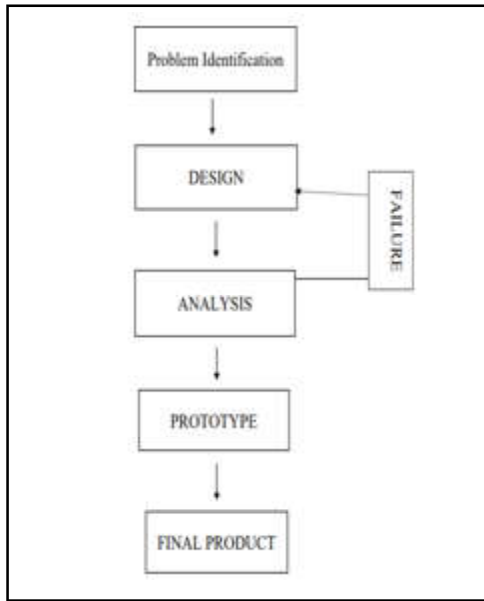 Problem Identification
DESIGN
FAILURE
ANALYSIS
PROTOTYPE
FINAL PRODUCT